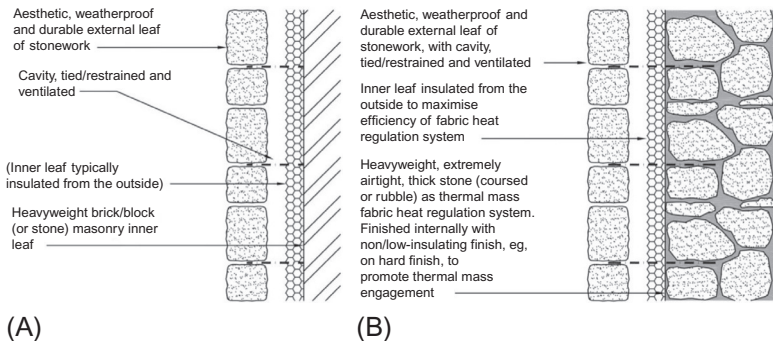 Aesthetic, weatherproof
and durable external leaf
of stonework
Cavity, tied/restrained and
ventilated
(Inner leaf typically
insulated from the outside)
Heavyweight brick/block
(or stone) masonry inner
leaf
(A)
Aesthetic, weatherproof and
durable external leaf of
stonework, with cavity,
tied/restrained and ventilated
Inner leaf insulated from the
outside to maximise
efficiency of fabric heat
regulation system
Heavyweight, extremely
airtight, thick stone (coursed
or rubble) as thermal mass
fabric heat regulation system.
Finished internally with
non/low-insulating finish, eg,
on hard finish, to
promote thermal mass
engagement
(B)